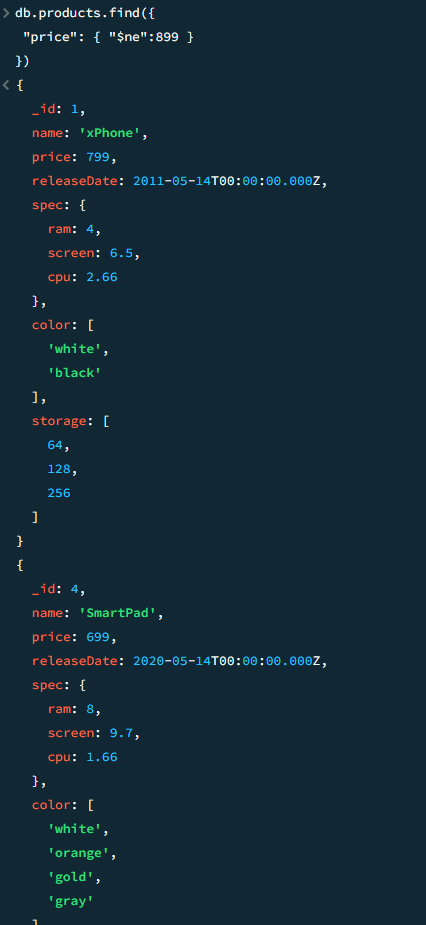 > db.products.find({
"price": { "$ne":899 }
})
< {
_id: 1,
name: 'xPhone',
price: 799,
releaseDate: 2011-05-14T00:00:00.000Z,
spec: {
ram: 4,
screen: 6.5,
cpu: 2.66
},
color: [
'white',
'black'
],
storage: [
64,
128,
256
]
}
{
_id: 4,
name: 'SmartPad',
price: 699,
releaseDate: 2020-05-14T00:00:00.000Z,
spec: {
ram: 8,
screen: 9.7,
cpu: 1.66
},
color: [
'white',
'orange',
'gold',
'gray'
]